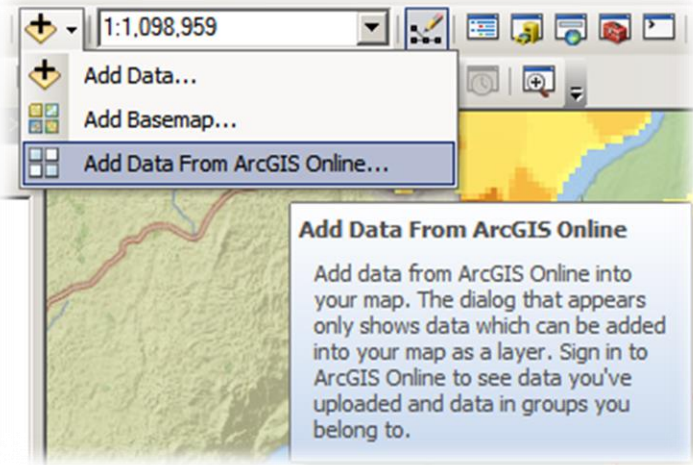 1:1,098,959
Add Data...
Add Basemap...
Add Data From ArcGIS Online...
Add Data From ArcGIS Online
Add data from ArcGIS Online into
your map. The dialog that appears
only shows data which can be added
into your map as a layer. Sign in to
ArcGIS Online to see data you've
uploaded and data in groups you
belong to.